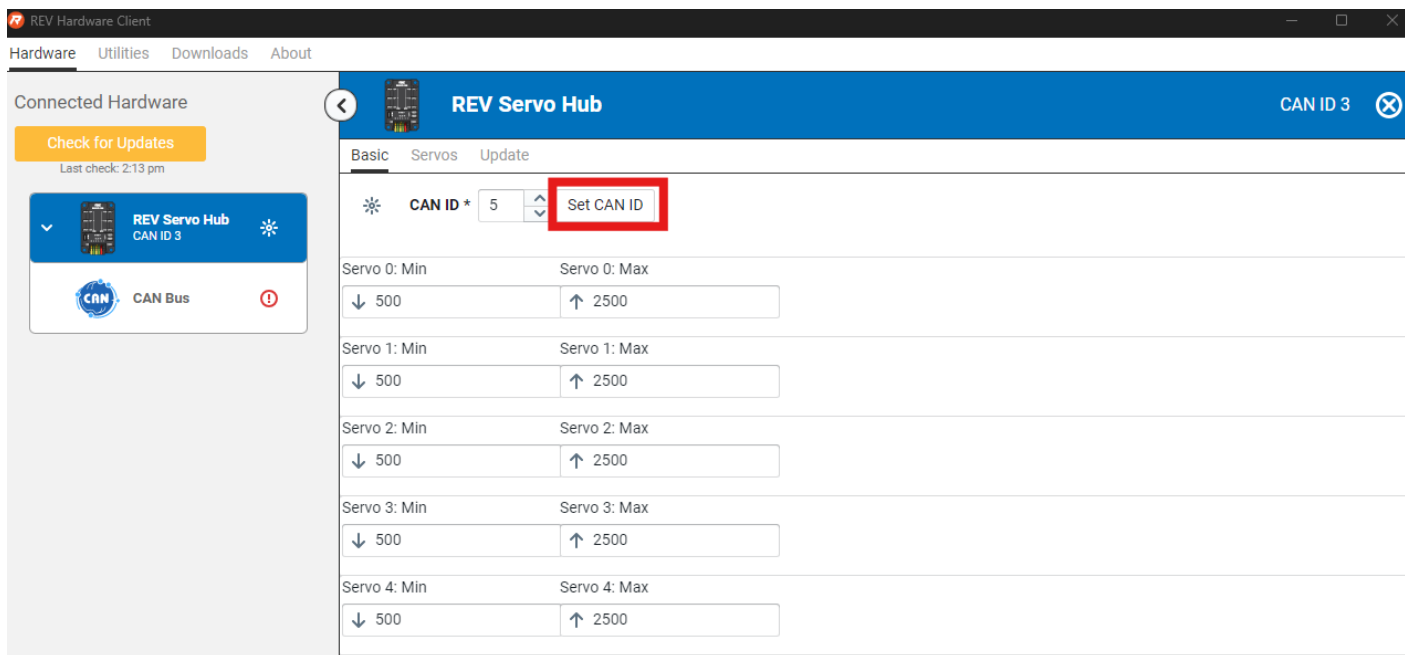 REV Hardware Client
Hardware Utilities Downloads About
Connected Hardware
Check for Updates
Last check: 2:13 pm
REV Servo Hub
CAN ID 3
CAN
CAN Bus
REV Servo Hub
CAN ID 3
Basic Servos Update
CAN ID * 5 Set CAN ID
Servo 0: Min Servo 0: Max
500 2500
Servo 1: Min Servo 1: Max
500 2500
Servo 2: Min Servo 2: Max
500 2500
Servo 3: Min Servo 3: Max
500 2500
Servo 4: Min Servo 4: Max
500 2500